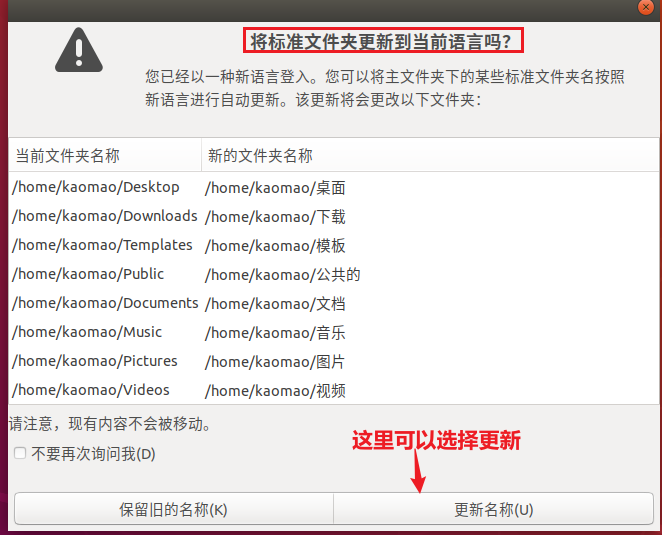 将标准文件夹更新到当前语言吗?
您已经以一种新语言登入。您可以将主文件夹下的某些标准文件夹名按照
新语言进行自动更新。该更新将会更改以下文件夹：
当前文件夹名称 新的文件夹名称
/home/kaomao/Desktop /home/kaomao/桌面
/home/kaomao/Downloads /home/kaomao/下载
/home/kaomao/Templates /home/kaomao/模板
/home/kaomao/Public /home/kaomao/公共的
/home/kaomao/Documents /home/kaomao/文档
/home/kaomao/Music /home/kaomao/音乐
/home/kaomao/Pictures /home/kaomao/图片
/home/kaomao/Videos /home/kaomao/视频
请注意，现有内容不会被移动。
这里可以选择更新
不要再次询问我(D)
保留旧的名称(K) 更新名称(U)